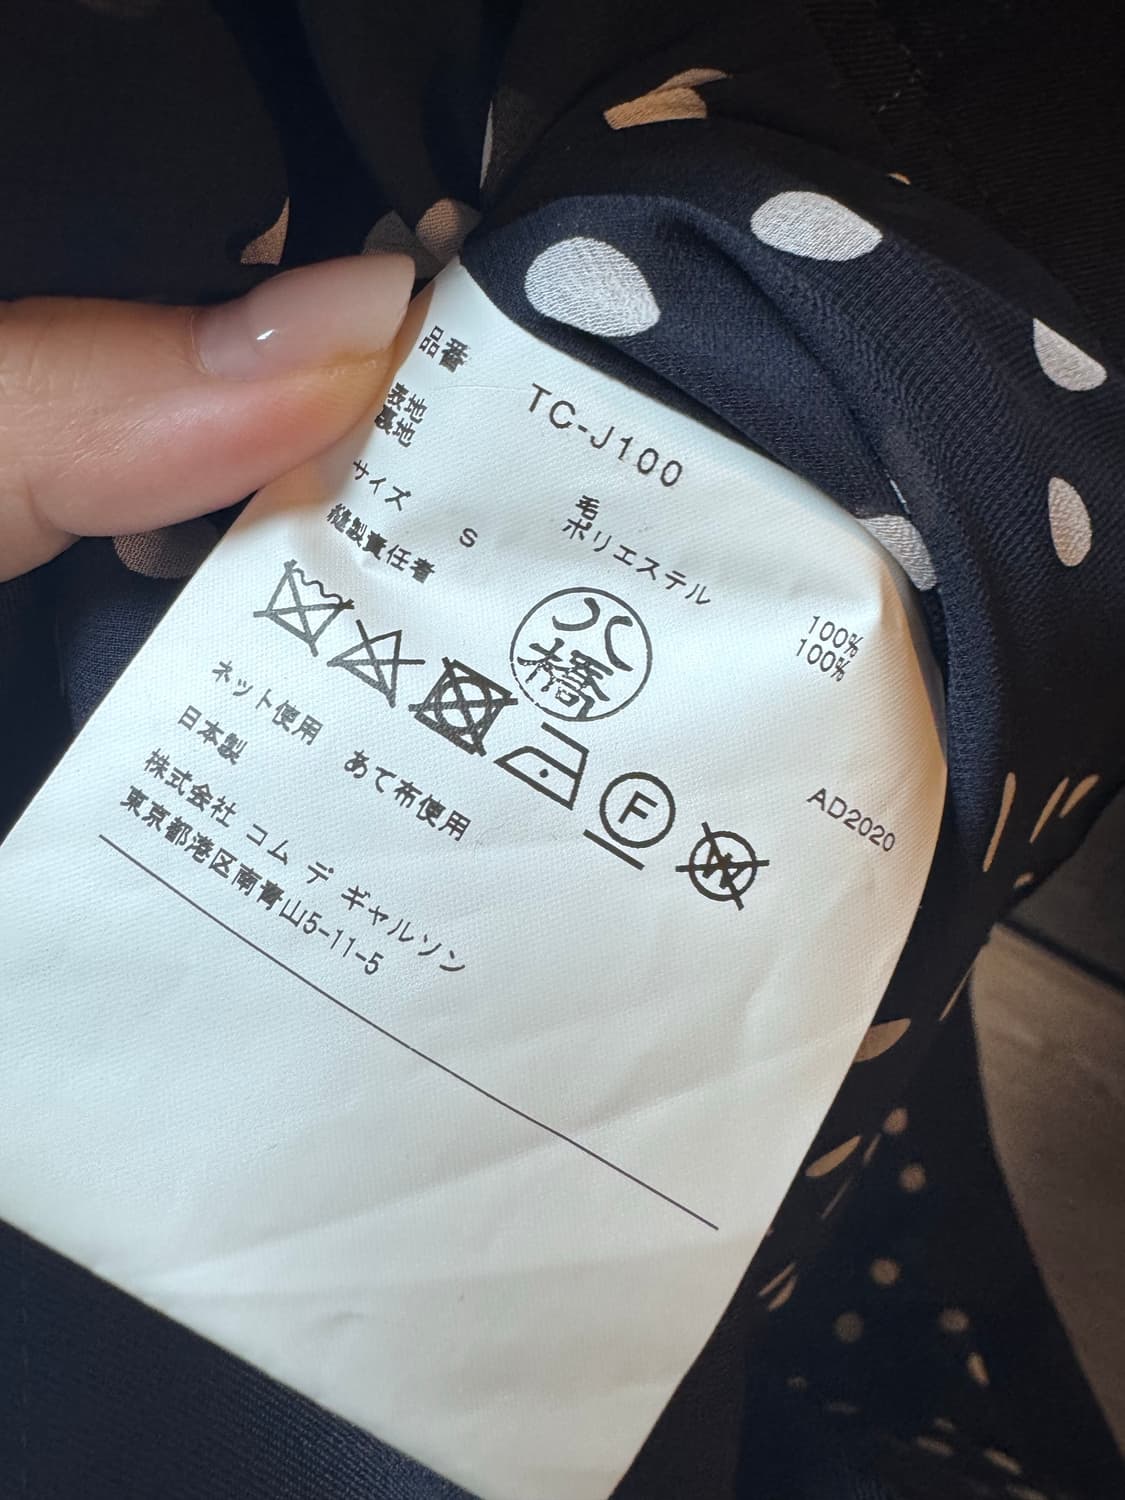 品番 TC-J100
表地 毛 100%
裏地 ポリエステル 100%
サイズ S
縫製責任者 八橋 AD2020
F
W
ネット使用 あて布使用
日本製
株式会社 コム デ ギャルソン
東京都港区南青山5-11-5